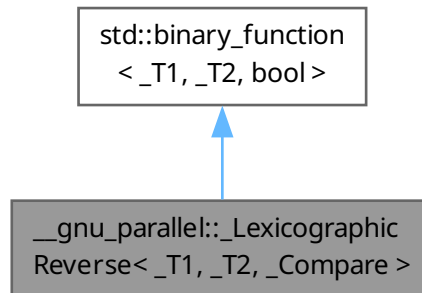 std::binary_function
< _T1, _T2, bool >
__gnu_parallel::_Lexicographic
Reverse< _T1, _T2, _Compare >